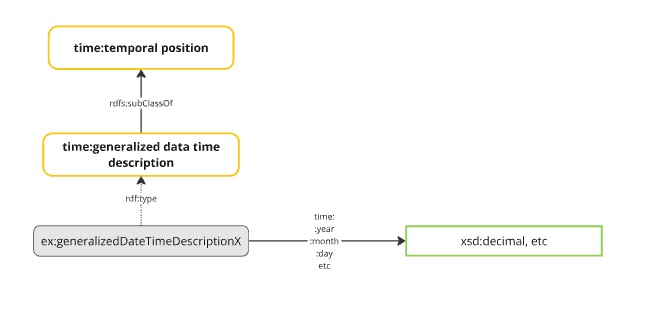 time:temporal position
rdfs:subClassOf
time:generalized data time
description
rdf:type
ex:generalizedDateTimeDescriptionX
time:
:year
:month
:day
etc
xsd:decimal, etc